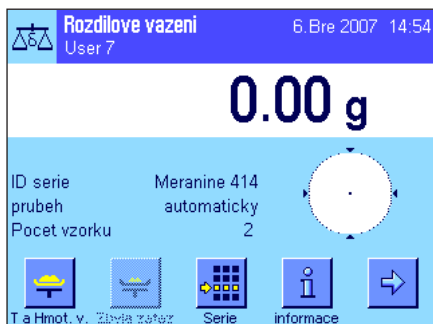 Rozdilove vazeni 6.Bre 2007 14:54
User 7
0.00 g
ID serie Meranine 414
prubeh automaticky
Pocet vzorku 2
T a Hmot. v. Zbyla zatez Serie informace